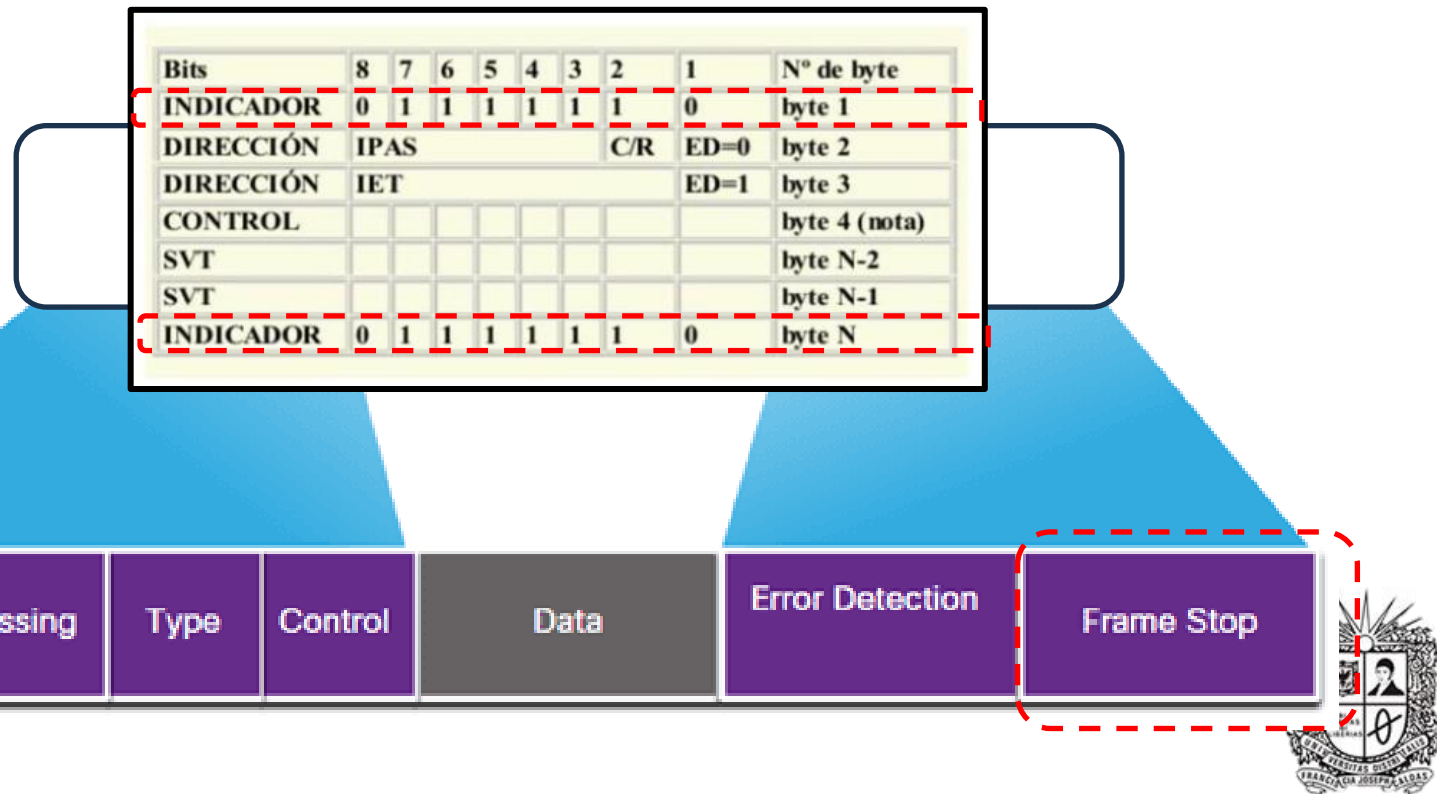 Bits 8 7 6 5 4 3 2 1 Nº de byte
INDICADOR 0 1 1 1 1 1 1 0 byte 1
DIRECCIÓN IPAS C/R ED=0 byte 2
DIRECCIÓN IET ED=1 byte 3
CONTROL byte 4 (nota)
SVT byte N-2
SVT byte N-1
INDICADOR 0 1 1 1 1 1 1 0 byte N
ssing Type Control Data Error Detection Frame Stop